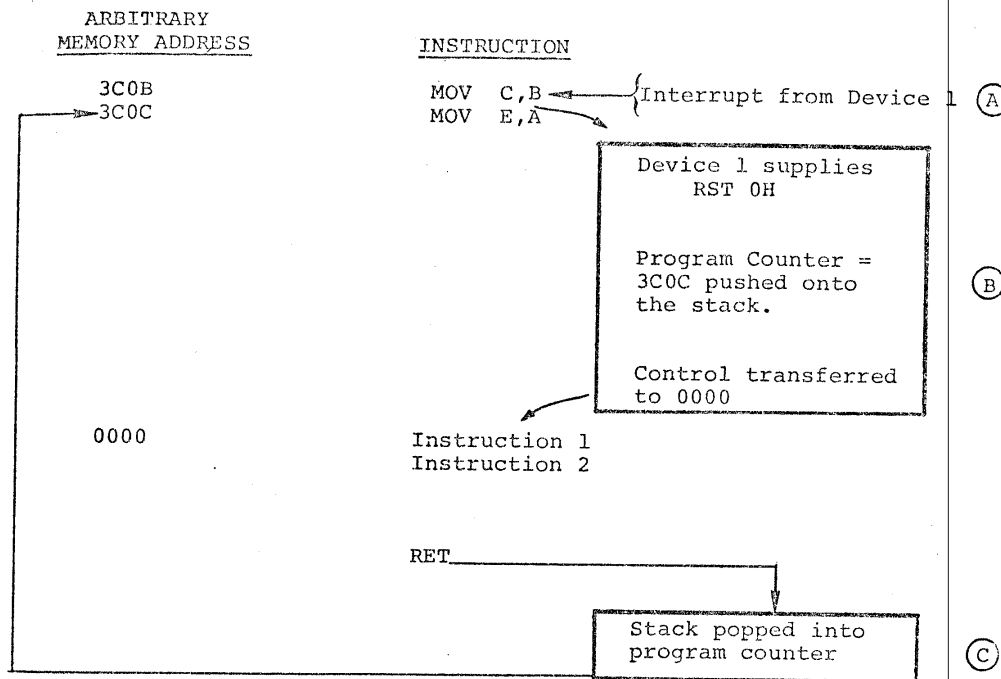 ARBITRARY
MEMORY ADDRESS
INSTRUCTION
3C0B
MOV C,B
Interrupt from Device 1
A
3C0C
MOV E,A
Device 1 supplies
RST 0H
Program Counter =
3C0C pushed onto
the stack.
B
Control transferred
to 0000
0000
Instruction 1
Instruction 2
RET
Stack popped into
program counter
C